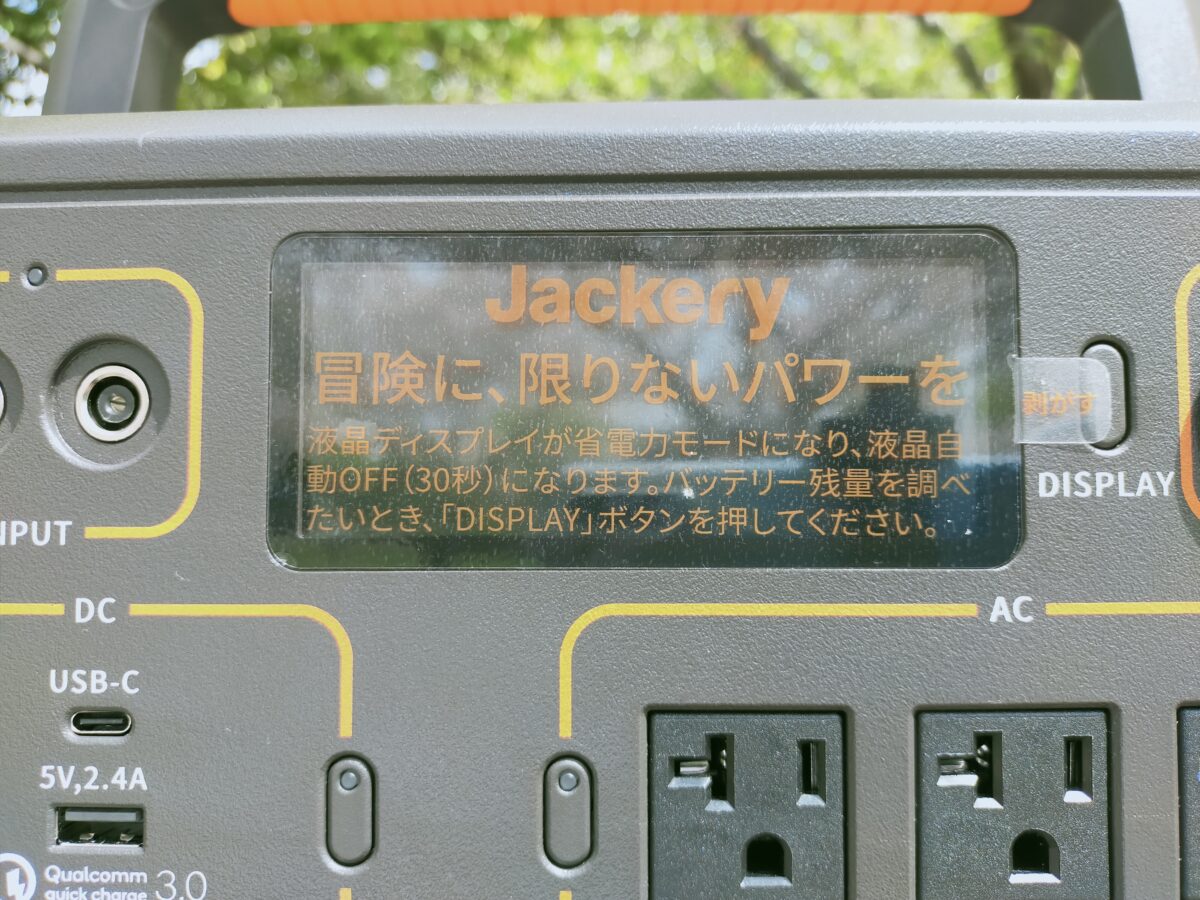 Jackery
冒険に、限りないパワーを
液晶ディスプレイが省電力モードになり、液晶自
動OFF（30秒）になります。バッテリー残量を調べ
たいとき、「DISPLAY」ボタンを押してください。
剥がす
DISPLAY
INPUT
DC
AC
USB-C
5V,2.4A
Qualcomm
quick charge 3.0